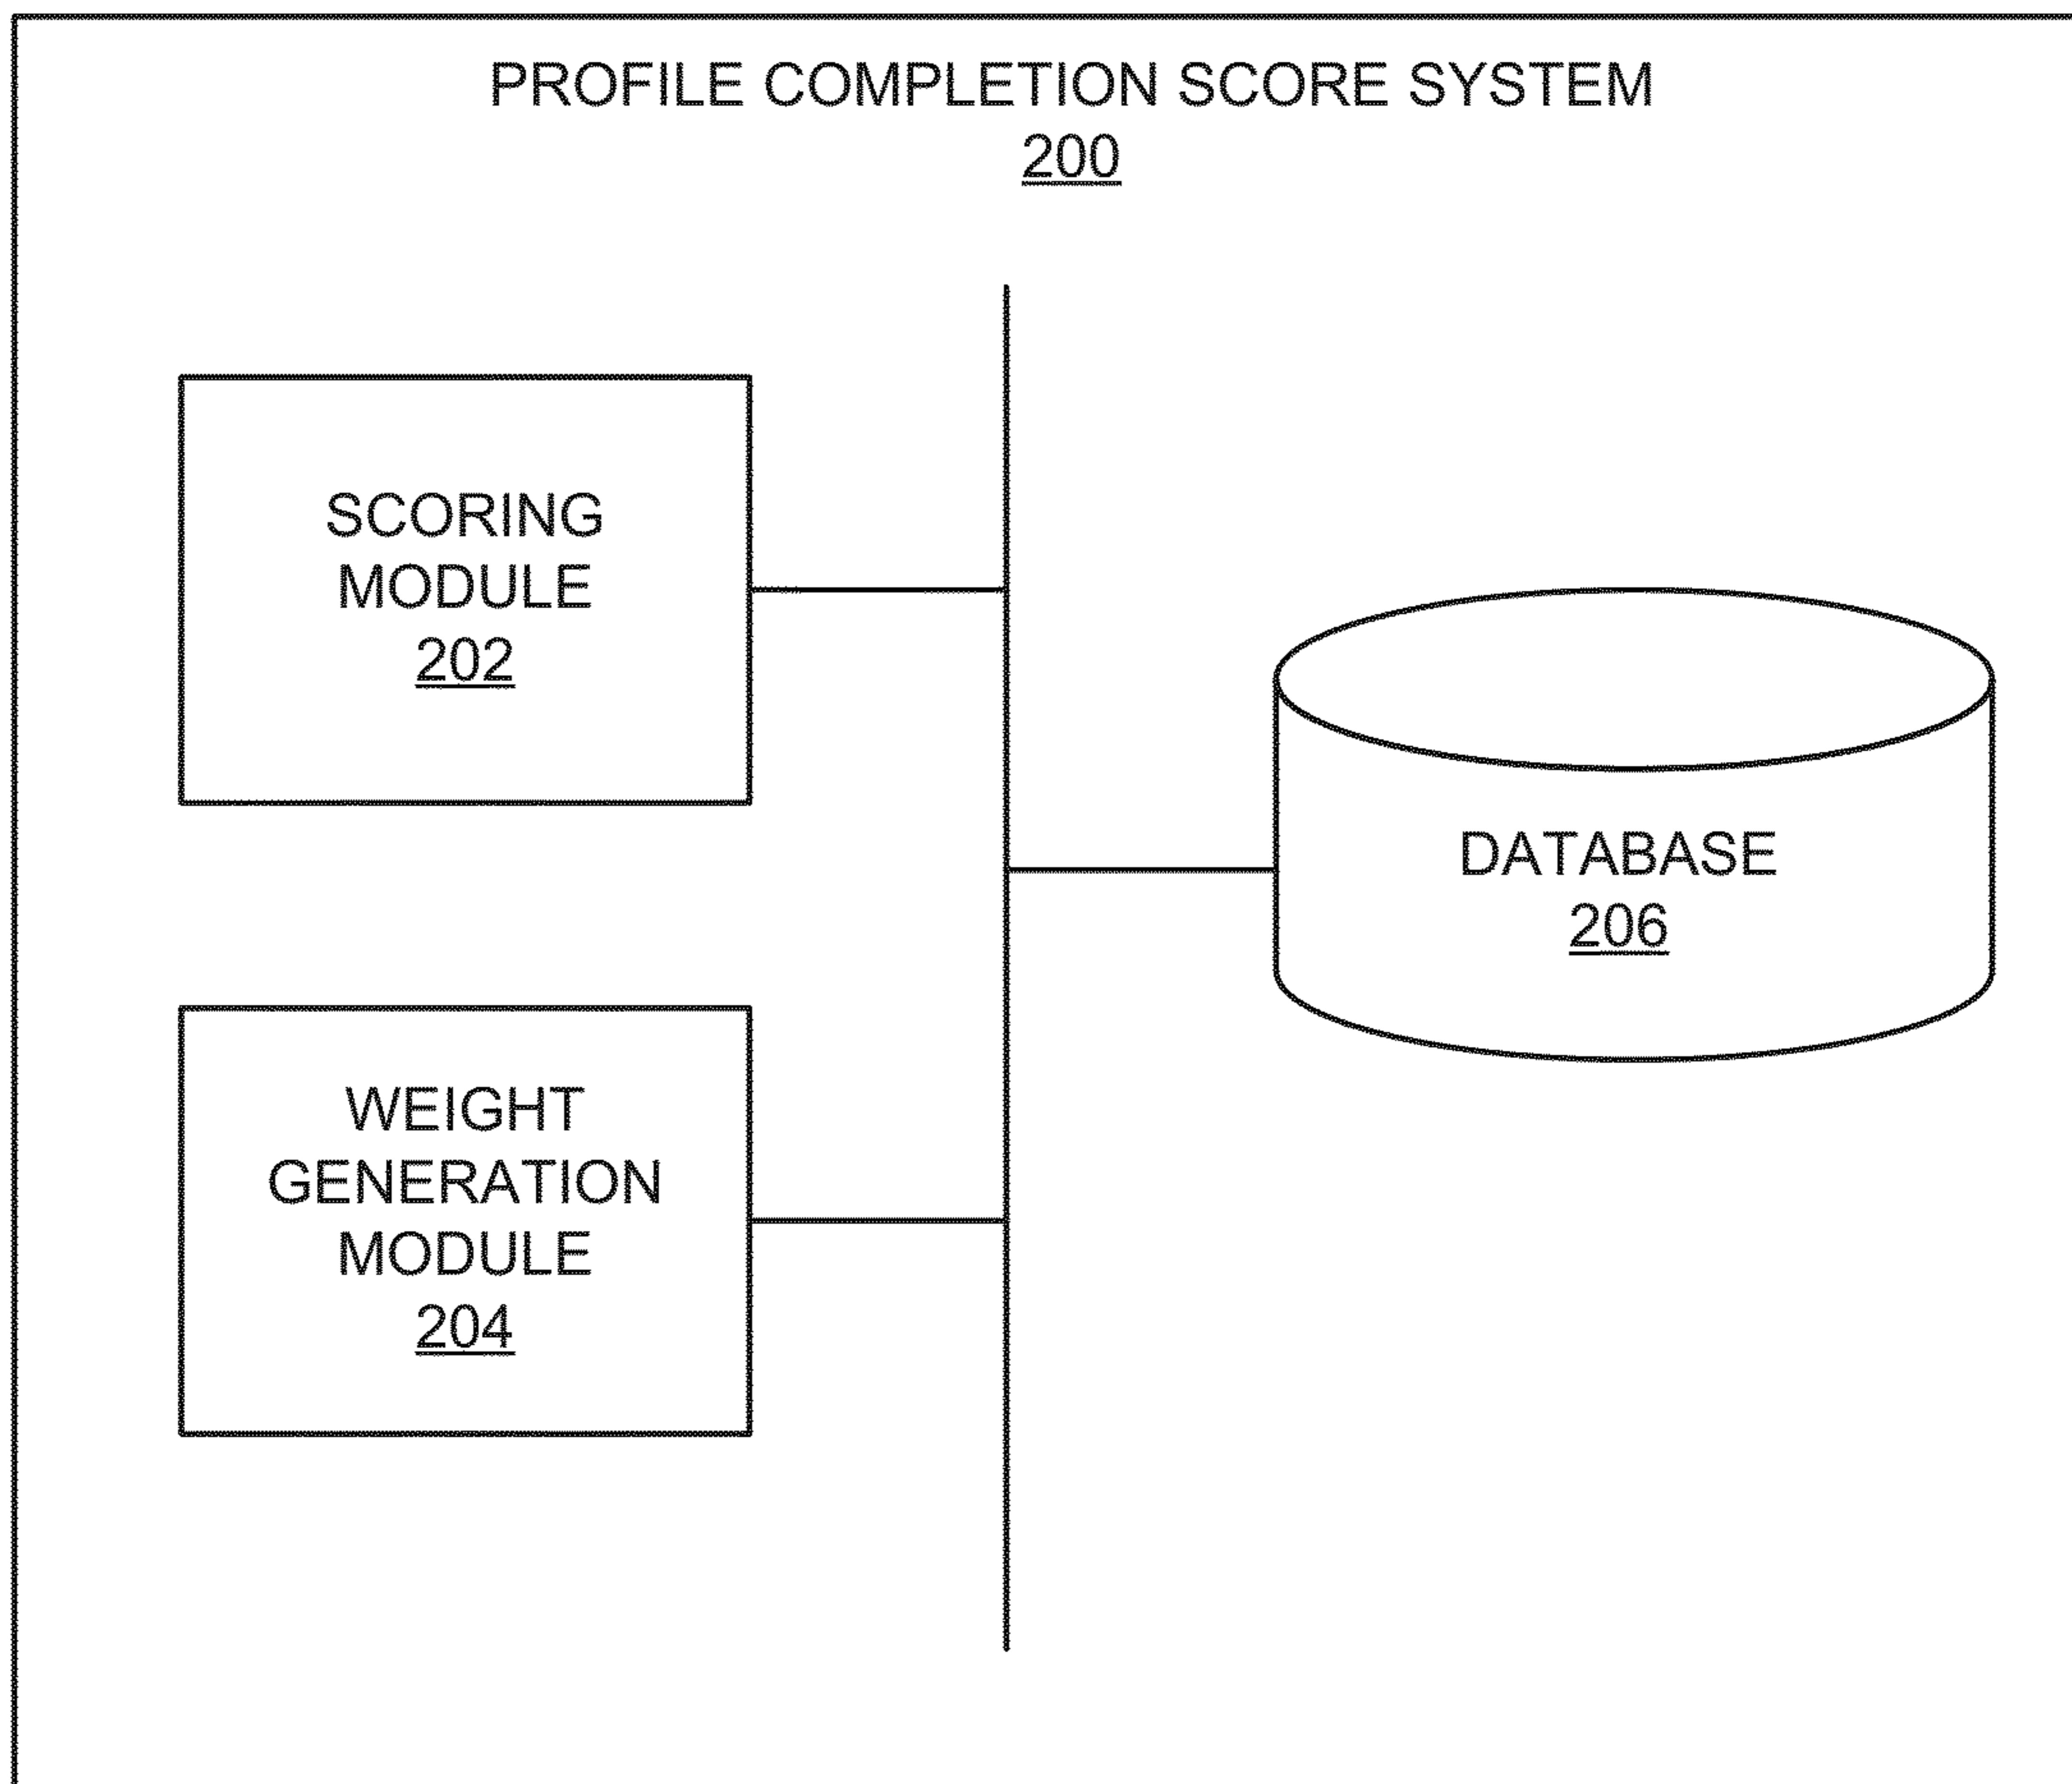 PROFILE COMPLETION SCORE SYSTEM
200
SCORING
MODULE
202
DATABASE
206
WEIGHT
GENERATION
MODULE
204